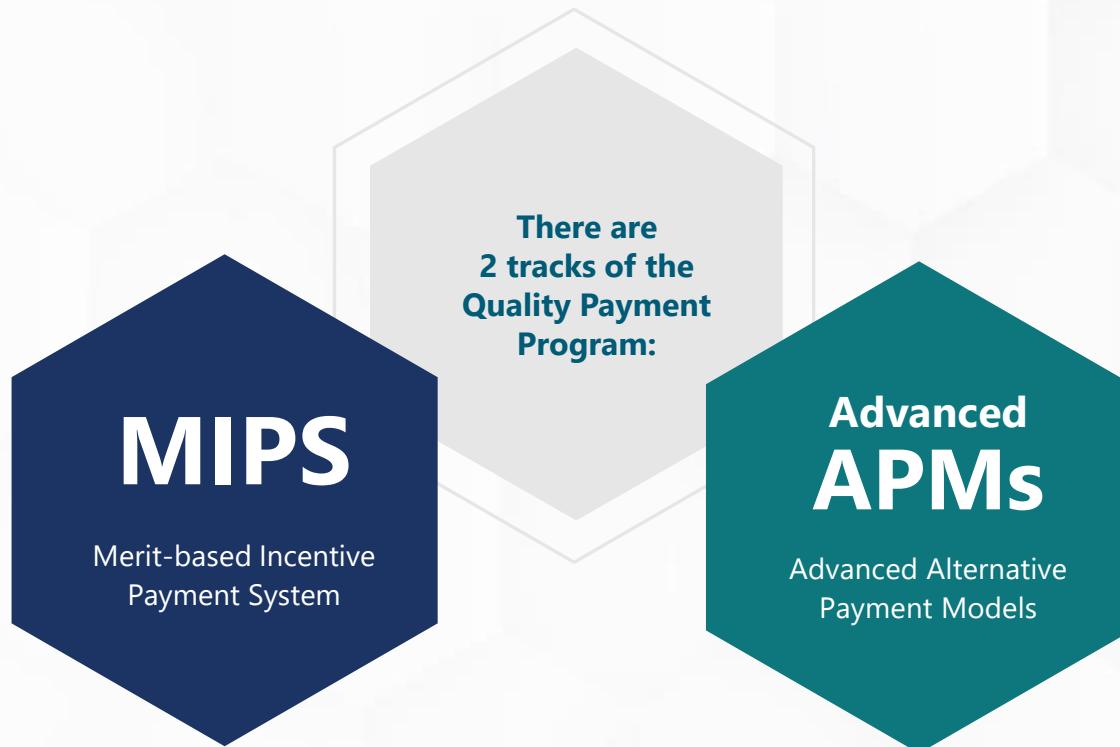 There are
2 tracks of the
Quality Payment
Program:
MIPS
Merit-based Incentive
Payment System
Advanced
APMs
Advanced Alternative
Payment Models